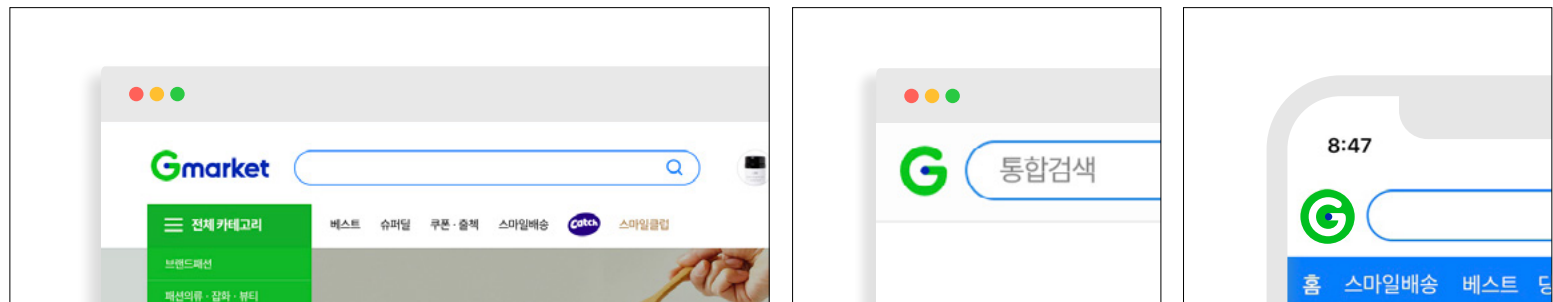 Gmarket
전체 카테고리
베스트 슈퍼딜 쿠폰·출첵 스마일배송 Catch 스마일클럽
브랜드패션
패션의류·잡화·뷰티
G
통합검색
8:47
G
홈 스마일배송 베스트